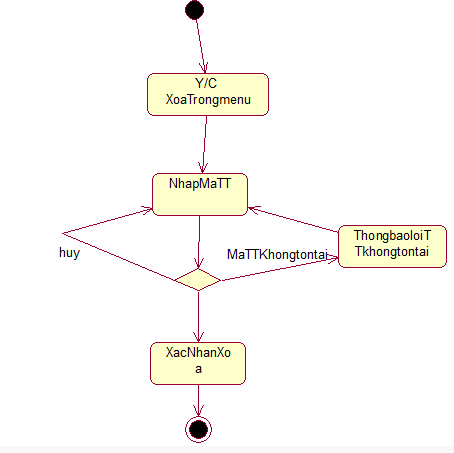 Y/C
XoaTrongmenu
NhapMaTT
huy
MaTTKhongtontai
ThongbaoloiT
Tkhongtontai
XacNhanXo
a